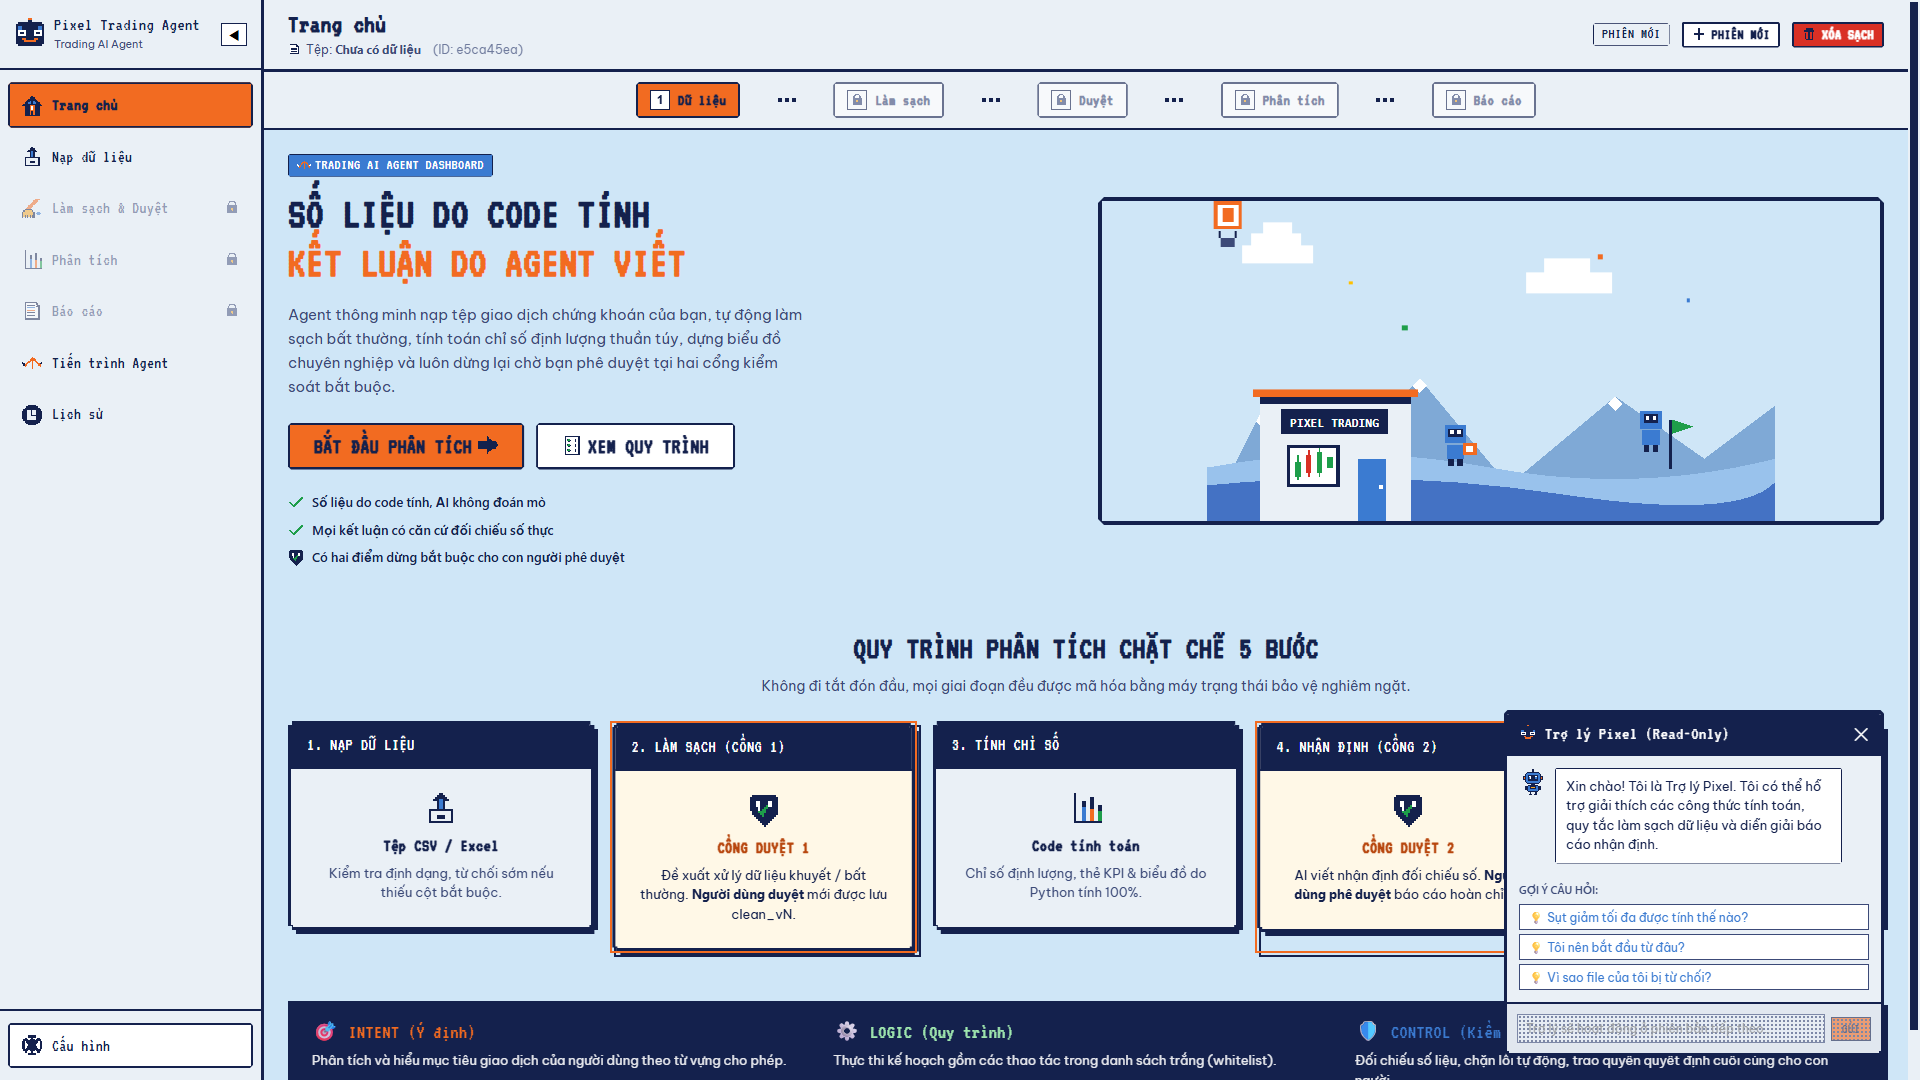 Pixel Trading Agent
Trading AI Agent
Trang chủ
Nạp dữ liệu
Làm sạch & Duyệt
Phân tích
Báo cáo
Tiến trình Agent
Lịch sử
Cấu hình
Trang chủ
Tệp: Chưa có dữ liệu (ID: e5ca45ea)
PHIÊN MỚI
PHIÊN MỚI
XÓA SẠCH
1 Dữ liệu
Làm sạch
Duyệt
Phân tích
Báo cáo
TRADING AI AGENT DASHBOARD
SỐ LIỆU DO CODE TÍNH
KẾT LUẬN DO AGENT VIẾT
Agent thông minh nạp tệp giao dịch chứng khoán của bạn, tự động làm
sạch bất thường, tính toán chỉ số định lượng thuần túy, dựng biểu đồ
chuyên nghiệp và luôn dừng lại chờ bạn phê duyệt tại hai cổng kiểm
soát bắt buộc.
BẮT ĐẦU PHÂN TÍCH
XEM QUY TRÌNH
Số liệu do code tính, AI không đoán mò
Mọi kết luận có căn cứ đối chiếu số thực
Có hai điểm dừng bắt buộc cho con người phê duyệt
PIXEL TRADING
QUY TRÌNH PHÂN TÍCH CHẶT CHẼ 5 BƯỚC
Không đi tắt đón đầu, mọi giai đoạn đều được mã hóa bằng máy trạng thái bảo vệ nghiêm ngặt.
1. NẠP DỮ LIỆU
Tệp CSV / Excel
Kiểm tra định dạng, từ chối sớm nếu
thiếu cột bắt buộc.
2. LÀM SẠCH (CỔNG 1)
CỔNG DUYỆT 1
Đề xuất xử lý dữ liệu khuyết / bất
thường. Người dùng duyệt mới được lưu
clean_vN.
3. TÍNH CHỈ SỐ
Code tính toán
Chỉ số định lượng, thẻ KPI & biểu đồ do
Python tính 100%.
4. NHẬN ĐỊNH (CỔNG 2)
CỔNG DUYỆT 2
AI viết nhận định đối chiếu số.
dùng phê duyệt báo cáo hoàn
Trợ lý Pixel (Read-Only)
Xin chào! Tôi là Trợ lý Pixel. Tôi có thể hỗ
trợ giải thích các công thức tính toán,
quy tắc làm sạch dữ liệu và diễn giải báo
cáo nhận định.
GỢI Ý CÂU HỎI:
Sụt giảm tối đa được tính thế nào?
Tôi nên bắt đầu từ đâu?
Vì sao file của tôi bị từ chối?
INTENT (Ý định)
Phân tích và hiểu mục tiêu giao dịch của người dùng theo từ vựng cho phép.
LOGIC (Quy trình)
Thực thi kế hoạch gồm các thao tác trong danh sách trắng (whitelist).
CONTROL (Kiểm
Đối chiếu số liệu, chặn lỗi tự động, trao quyền quyết định cuối cùng cho con